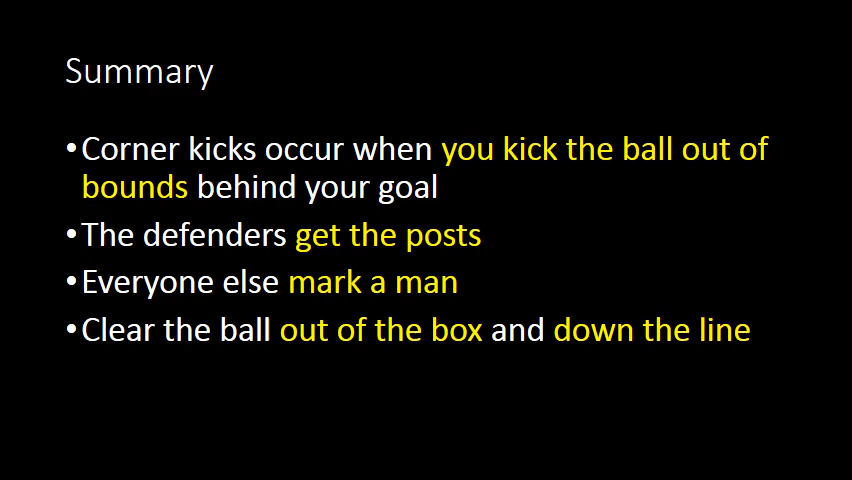 Summary
•Corner kicks occur when you kick the ball out of
bounds behind your goal
•The defenders get the posts
•Everyone else mark a man
•Clear the ball out of the box and down the line